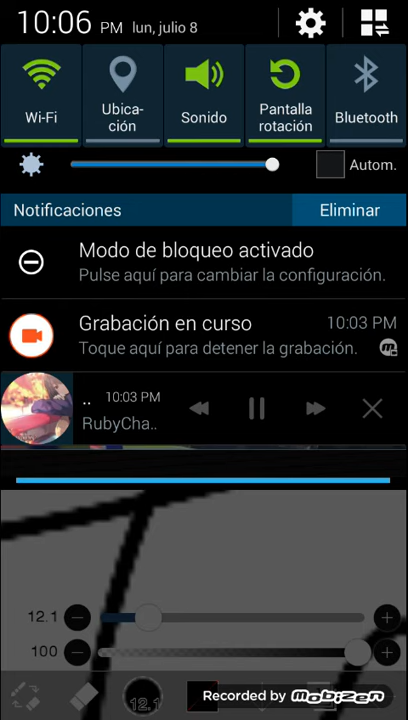 10:06 PM lun, julio 8
Wi-Fi
Ubica-
ción
Sonido
Pantalla
rotación
Bluetooth
Autom.
Notificaciones Eliminar
Modo de bloqueo activado
Pulse aquí para cambiar la configuración.
Grabación en curso 10:03 PM
Toque aquí para detener la grabación.
.. 10:03 PM
RubyCha..
12.1
100
12.1
Recorded by mobizen